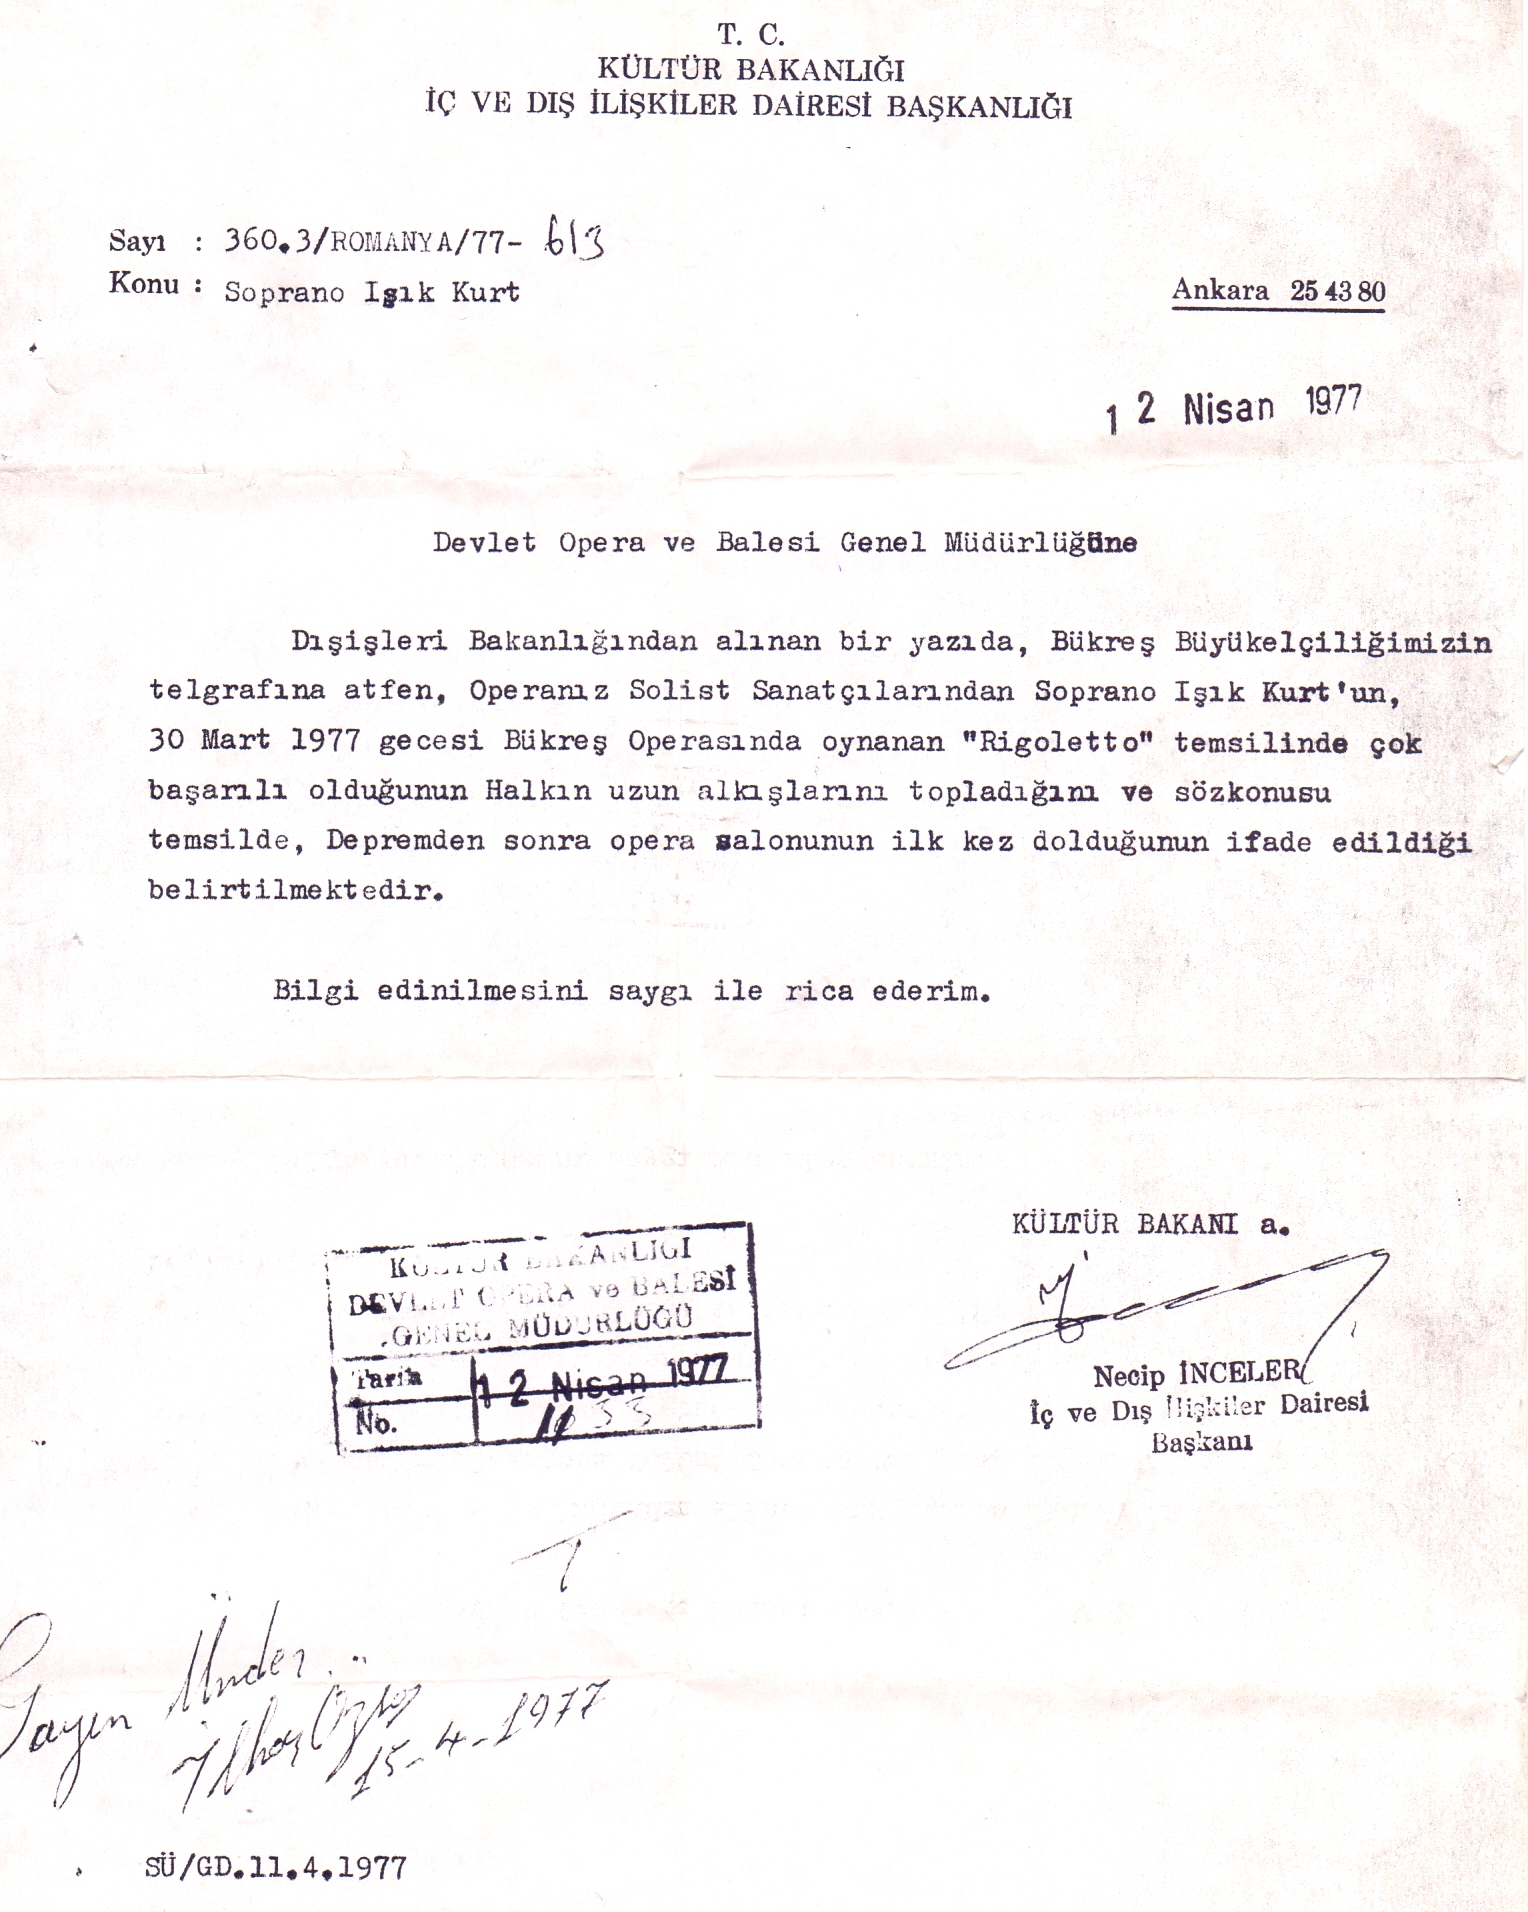 T. C.
KÜLTÜR BAKANLIĞI
İÇ VE DIŞ İLİŞKİLER DAİRESİ BAŞKANLIĞI
Sayı : 360.3/ROMANYA/77- 613
Konu : Soprano Işık Kurt
Ankara 25 43 80
12 Nisan 1977
Devlet Opera ve Balesi Genel Müdürlüğüne
Dışişleri Bakanlığından alınan bir yazıda, Bükreş Büyükelçiliğimizin
telgrafına atfen, Operamız Solist Sanatçılarından Soprano Işık Kurt'un,
30 Mart 1977 gecesi Bükreş Operasında oynanan "Rigoletto" temsilinde çok
başarılı olduğunun Halkın uzun alkışlarını topladığını ve sözkonusu
temsilde, Depremden sonra opera salonunun ilk kez dolduğunun ifade edildiği
belirtilmektedir.
Bilgi edinilmesini saygı ile rica ederim.
KÜLTÜR BAKANI a.
Necip İNCELER
İç ve Dış İlişkiler Dairesi
Başkanı
KÜLTÜR BAKANLIĞI
DEVLET OPERA ve BALESİ
GENEL MÜDÜRLÜĞÜ
Tarih 12 Nisan 1977
No.
Sayın Ünder
15-4-1977
SÜ/GD.11.4.1977